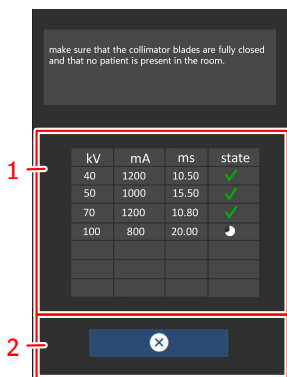 make sure that the collimator blades are fully closed
and that no patient is present in the room.
kV mA ms state
40 1200 10.50
50 1000 15.50
70 1200 10.80
100 800 20.00
1
2